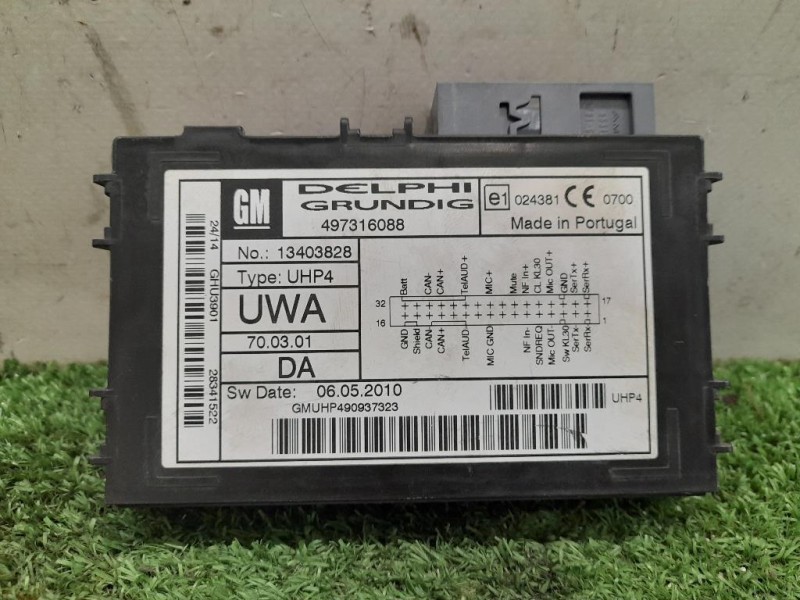 GM
DELPHI
GRUNDIG
497316088
e1 024381 CE 0700
Made in Portugal
No.: 13403828
Type: UHP4
UWA
70.03.01
DA
Sw Date: 06.05.2010
GMUHP490937323
UHP4
24/14 GHU3901 28341522
Batt CAN- CAN+ TelAUD+ MIC+ Mute NF In+ CL KL30 Mic OUT+ GND SerTx+ SerRx+
32 17
16 1
GND Shield CAN- CAN+ TelAUD- MIC GND NF In- SNDREQ Mic OUT- Sw KL30 SerTx- SerRx-